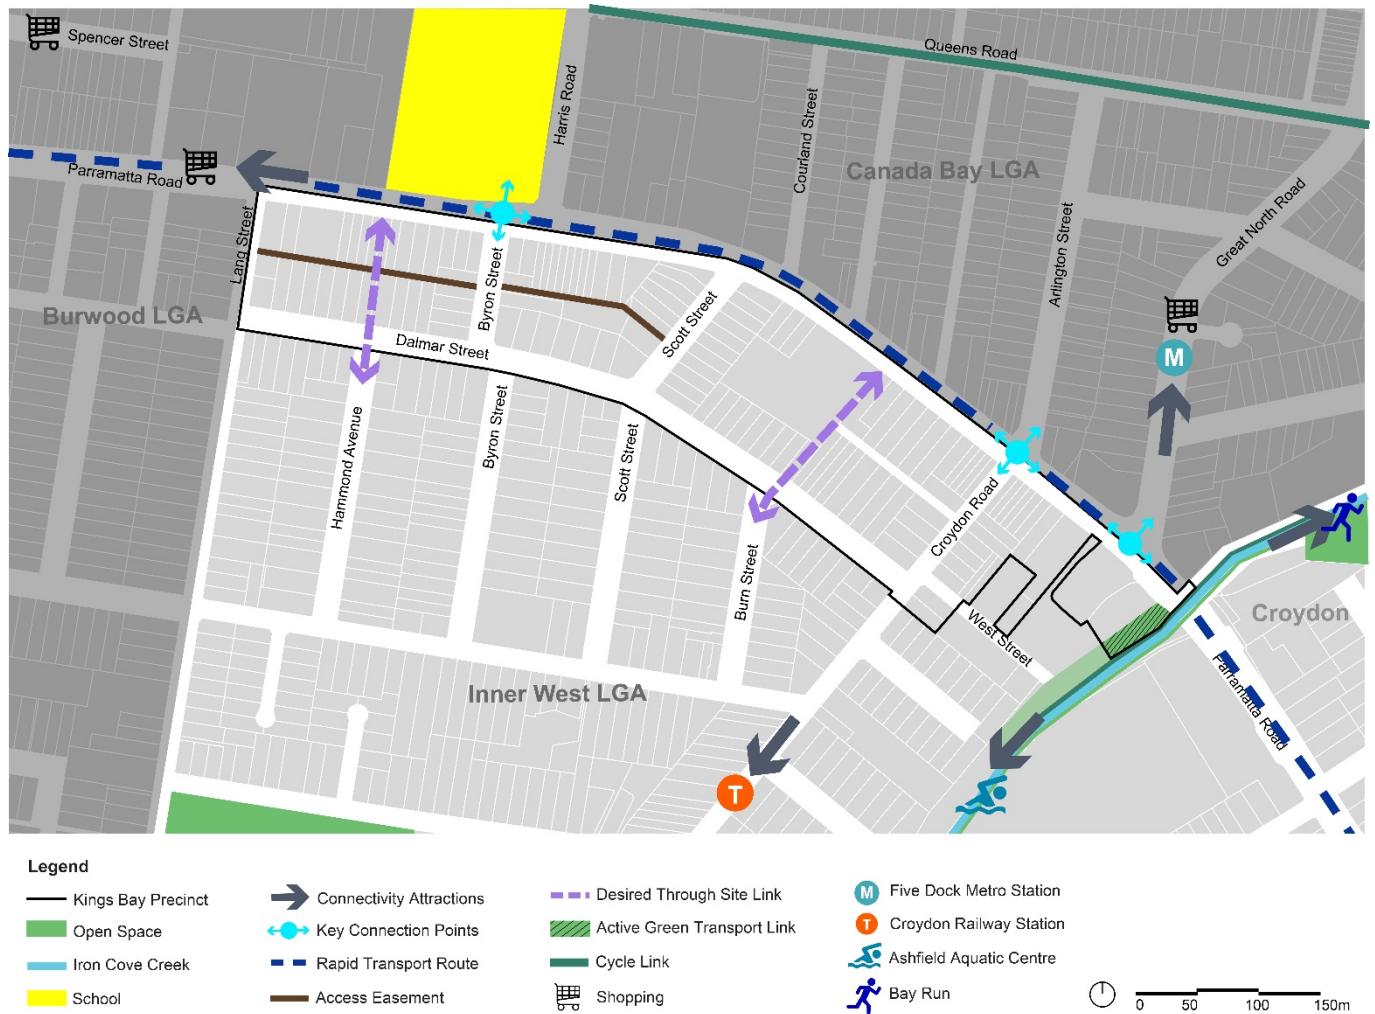 Spencer Street
Queens Road
Harris Road
Courland Street
Canada Bay LGA
Parramatta Road
Great North Road
Lang Street
Arlington Street
Byron Street
Burwood LGA
Scott Street
Dalmar Street
M
Hammond Avenue
Byron Street
Scott Street
Croydon Road
Burn Street
Croydon
West Street
Inner West LGA
Parramatta Road
T
Legend
Kings Bay Precinct
Open Space
Iron Cove Creek
School
Connectivity Attractions
Key Connection Points
Rapid Transport Route
Access Easement
Desired Through Site Link
Active Green Transport Link
Cycle Link
Shopping
M Five Dock Metro Station
T Croydon Railway Station
Ashfield Aquatic Centre
Bay Run
0 50 100 150m